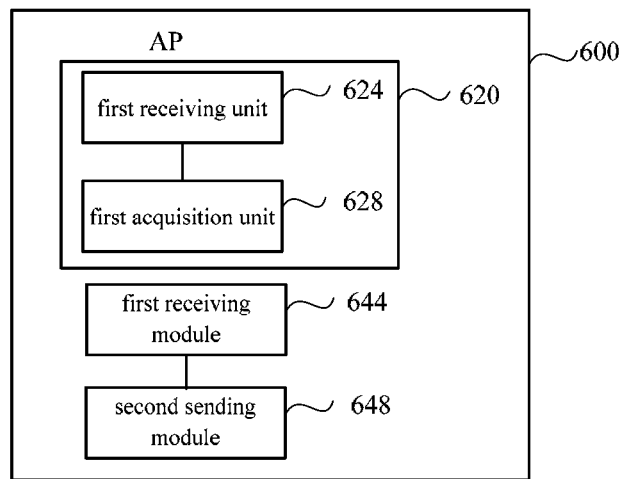 AP
600
first receiving unit
624
620
first acquisition unit
628
first receiving
module
644
second sending
module
648